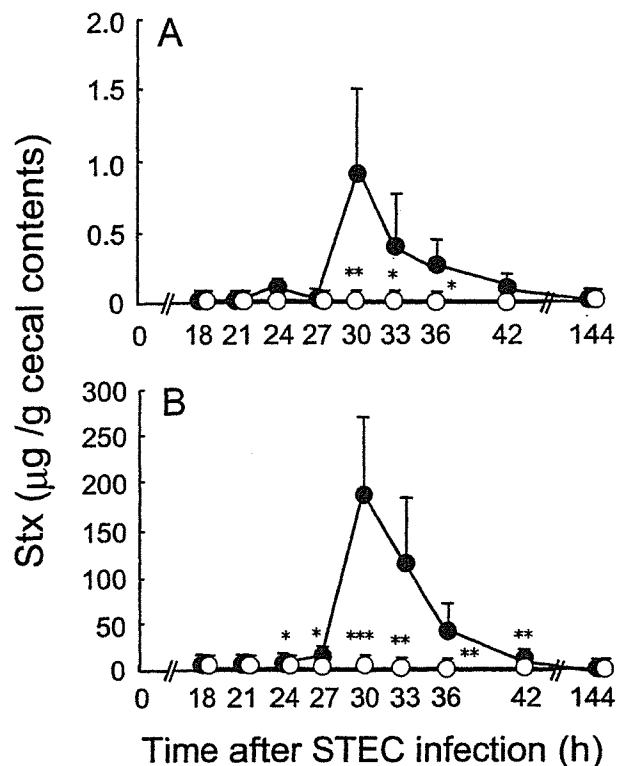 A
2.0
1.5
1.0
0.5
0
** * *
0 18 21 24 27 30 33 36 42 144
B
300
250
200
150
100
50
0
* * *** ** ** **
0 18 21 24 27 30 33 36 42 144
Stx (μg /g cecal contents)
Time after STEC infection (h)